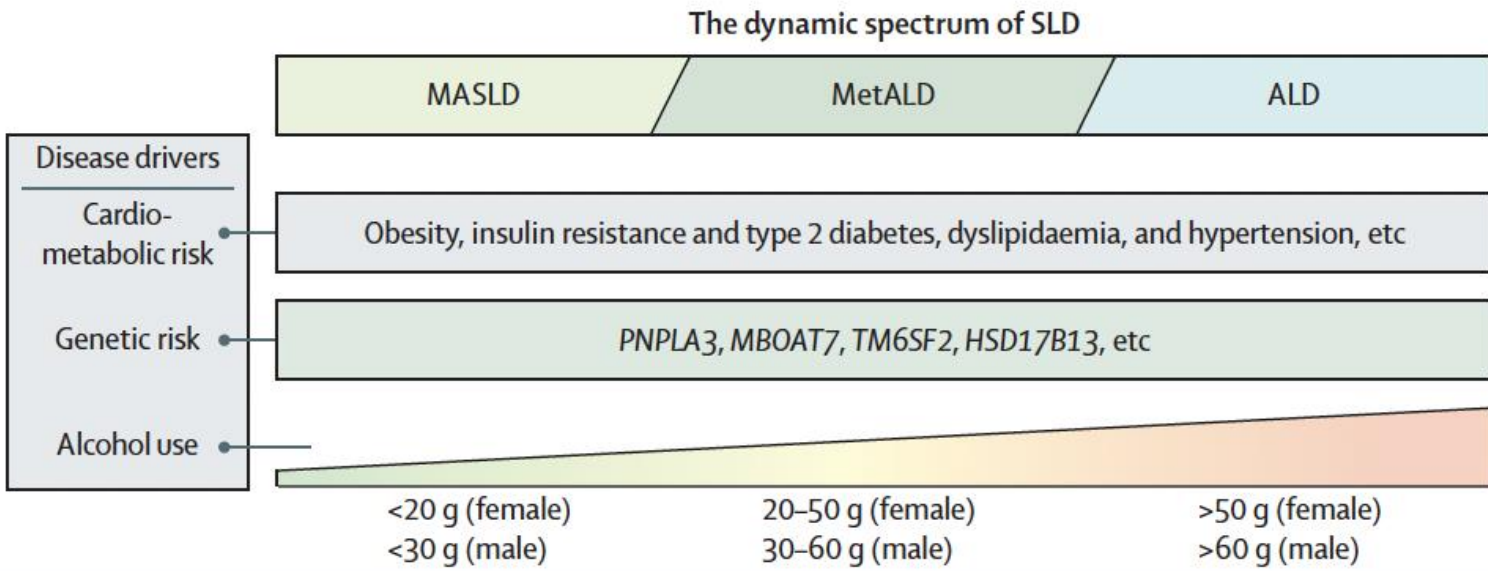 The dynamic spectrum of SLD
MASLD
MetALD
ALD
Disease drivers
Cardio-
metabolic risk
Obesity, insulin resistance and type 2 diabetes, dyslipidaemia, and hypertension, etc
Genetic risk
PNPLA3, MBOAT7, TM6SF2, HSD17B13, etc
Alcohol use
<20 g (female)
<30 g (male)
20–50 g (female)
30–60 g (male)
>50 g (female)
>60 g (male)